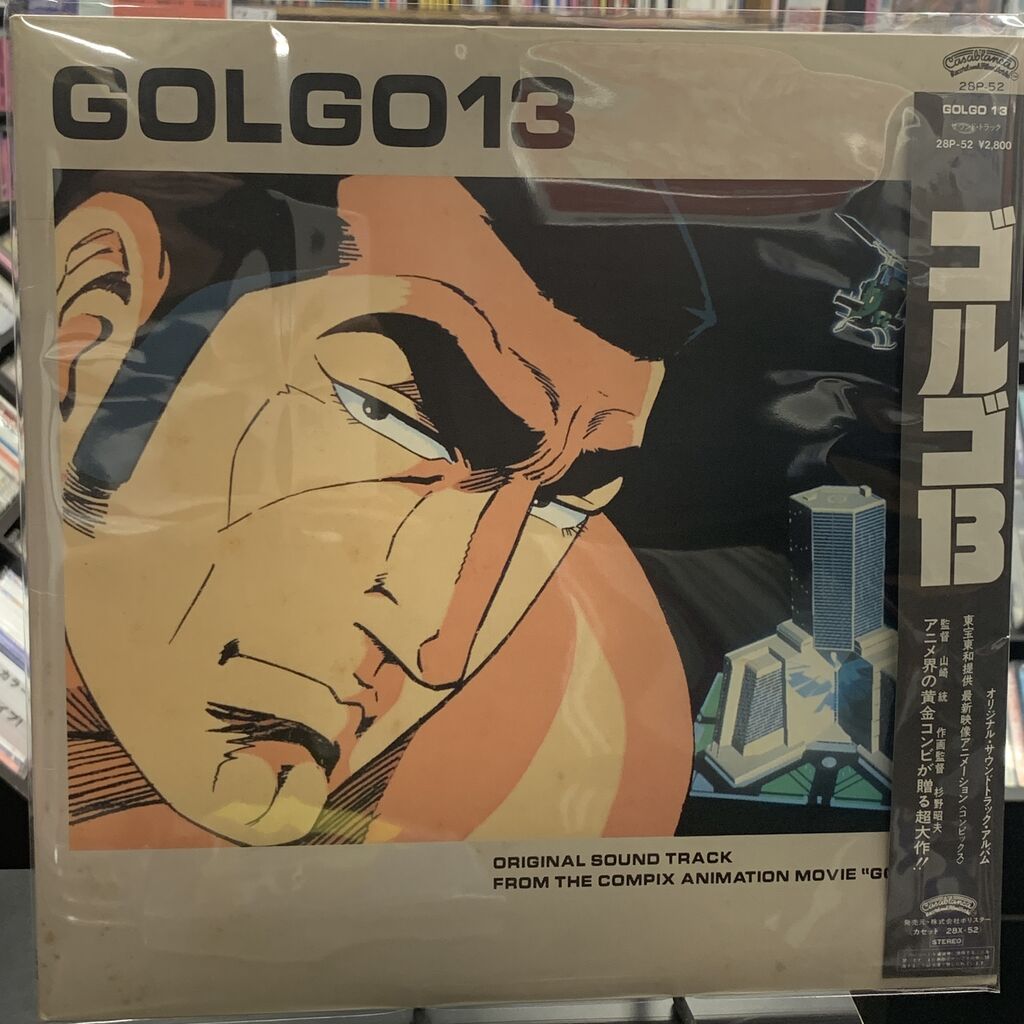 GOLGO13
Casablanca
Record and FilmWorks
28P-52
GOLGO 13
サウンド・トラック
28P-52 ¥2,800
ゴルゴ13
オリジナル・サウンドトラック・アルバム
東宝東和提供 最新映像アニメーション〈コンピックス〉
監督 山崎 統 作画監督 杉野昭夫
アニメ界の黄金コンビが贈る超大作!!
ORIGINAL SOUND TRACK
FROM THE COMPIX ANIMATION MOVIE "GO
Casablanca
発売元・株式会社ポリスター
カセット 28X-52
STEREO